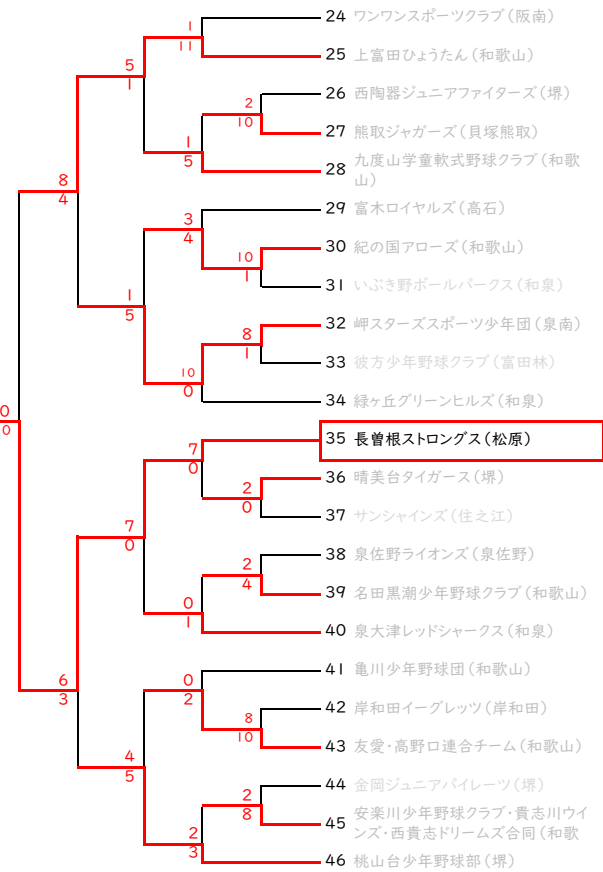 24 ワンワンスポーツクラブ(阪南)
1
11
25 上富田ひょうたん(和歌山)
5
1
26 西陶器ジュニアファイターズ(堺)
2
10
27 熊取ジャガーズ(貝塚熊取)
1
5
28 九度山学童軟式野球クラブ(和歌
山)
8
4
29 富木ロイヤルズ(高石)
3
4
30 紀の国アローズ(和歌山)
10
1
31 いぶき野ボールパークス(和泉)
1
5
32 岬スターズスポーツ少年団(泉南)
8
1
33 彼方少年野球クラブ(富田林)
10
0
34 緑ヶ丘グリーンヒルズ(和泉)
0
0
35 長曽根ストロングス(松原)
7
0
36 晴美台タイガース(堺)
2
0
37 サンシャインズ(住之江)
7
0
38 泉佐野ライオンズ(泉佐野)
2
4
39 名田黒潮少年野球クラブ(和歌山)
0
1
40 泉大津レッドシャークス(和泉)
6
3
41 亀川少年野球団(和歌山)
0
2
42 岸和田イーグレッツ(岸和田)
8
10
43 友愛・高野口連合チーム(和歌山)
4
5
44 金岡ジュニアパイレーツ(堺)
2
8
45 安楽川少年野球クラブ・貴志川ウイ
ンズ・西貴志ドリームズ合同(和歌
2
3
46 桃山台少年野球部(堺)